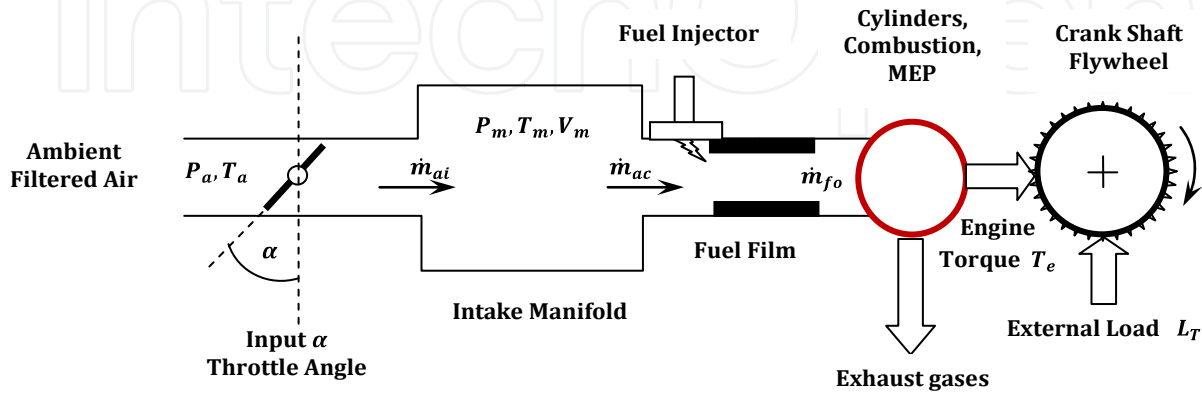 Cylinders,
Combustion,
MEP
Crank Shaft
Flywheel
Fuel Injector
Ambient
Filtered Air
P_a, T_a
ṁ_ai
P_m, T_m, V_m
ṁ_ac
ṁ_fo
α
Fuel Film
Engine
Torque T_e
Intake Manifold
Input α
Throttle Angle
External Load L_T
Exhaust gases